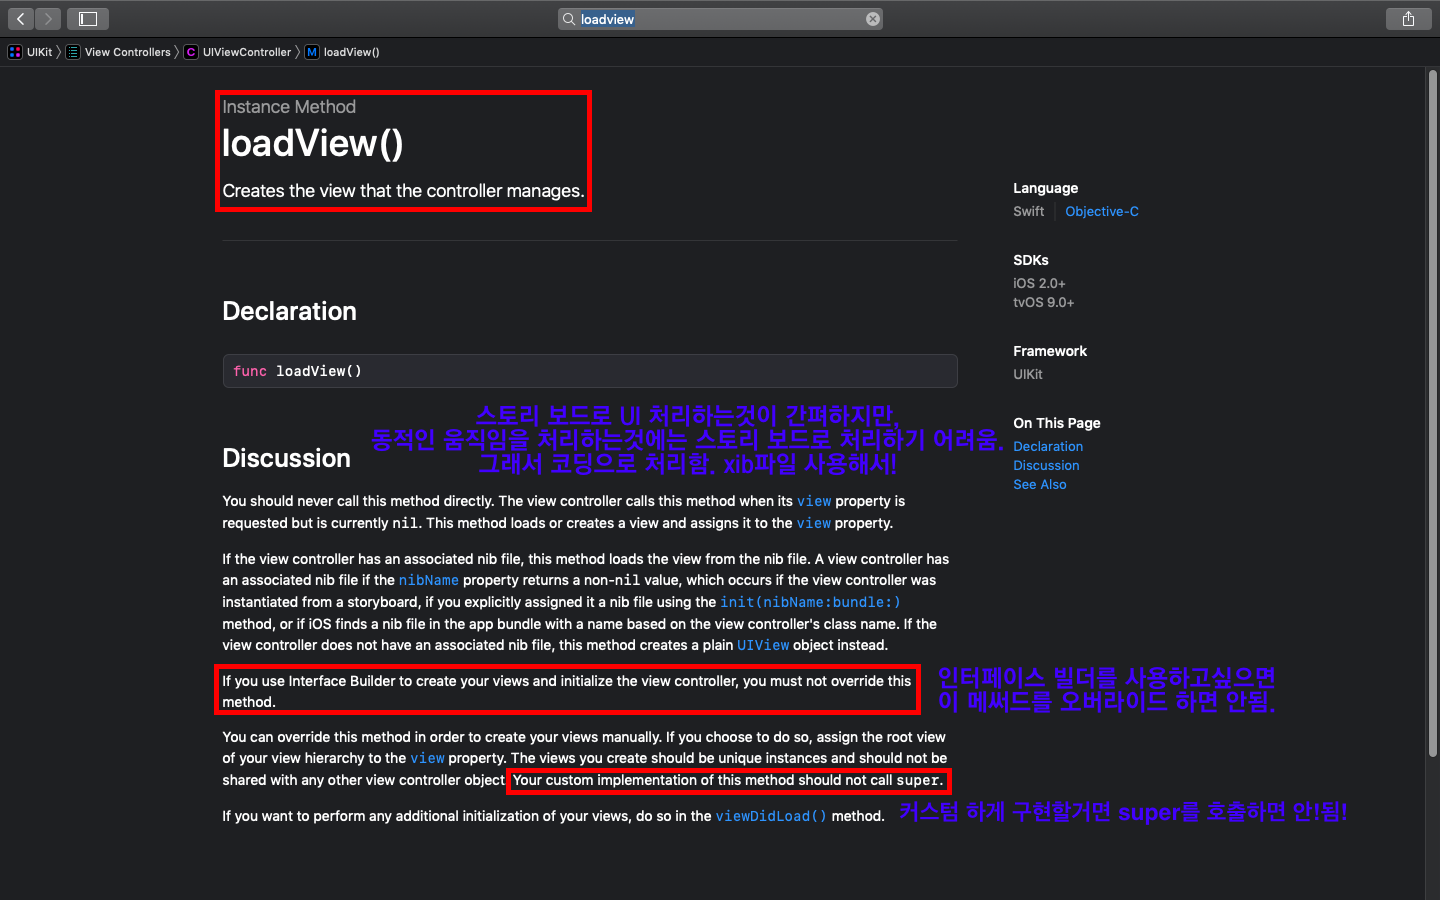 loadview
UIKit
View Controllers
UIViewController
M loadView()
Instance Method
loadView()
Creates the view that the controller manages.
Language
Swift
Objective-C
SDKs
iOS 2.0+
tvOS 9.0+
Framework
UIKit
On This Page
Declaration
Discussion
See Also
Declaration
func loadView()
스토리 보드로 UI 처리하는것이 간편하지만,
동적인 움직임을 처리하는것에는 스토리 보드로 처리하기 어려움.
그래서 코딩으로 처리함. xib파일 사용해서!
Discussion
You should never call this method directly. The view controller calls this method when its view property is
requested but is currently nil. This method loads or creates a view and assigns it to the view property.
If the view controller has an associated nib file, this method loads the view from the nib file. A view controller has
an associated nib file if the nibName property returns a non-nil value, which occurs if the view controller was
instantiated from a storyboard, if you explicitly assigned it a nib file using the init(nibName:bundle:)
method, or if iOS finds a nib file in the app bundle with a name based on the view controller's class name. If the
view controller does not have an associated nib file, this method creates a plain UIView object instead.
If you use Interface Builder to create your views and initialize the view controller, you must not override this
method.
인터페이스 빌더를 사용하고싶으면
이 메써드를 오버라이드 하면 안됨.
You can override this method in order to create your views manually. If you choose to do so, assign the root view
of your view hierarchy to the view property. The views you create should be unique instances and should not be
shared with any other view controller object. Your custom implementation of this method should not call super.
If you want to perform any additional initialization of your views, do so in the viewDidLoad() method.
커스텀 하게 구현할거면 super를 호출하면 안!됨!